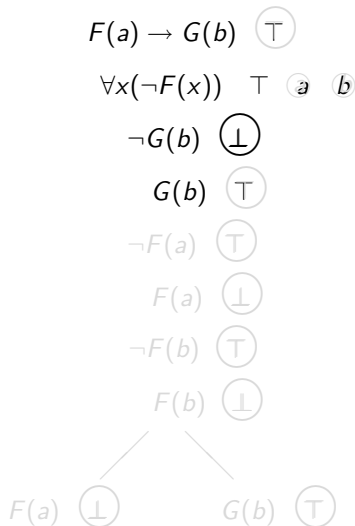 F(a) → G(b) ⊤
∀x(¬F(x)) ⊤ a b
¬G(b) ⊥
G(b) ⊤
¬F(a) ⊤
F(a) ⊥
¬F(b) ⊤
F(b) ⊥
F(a) ⊥ G(b) ⊤